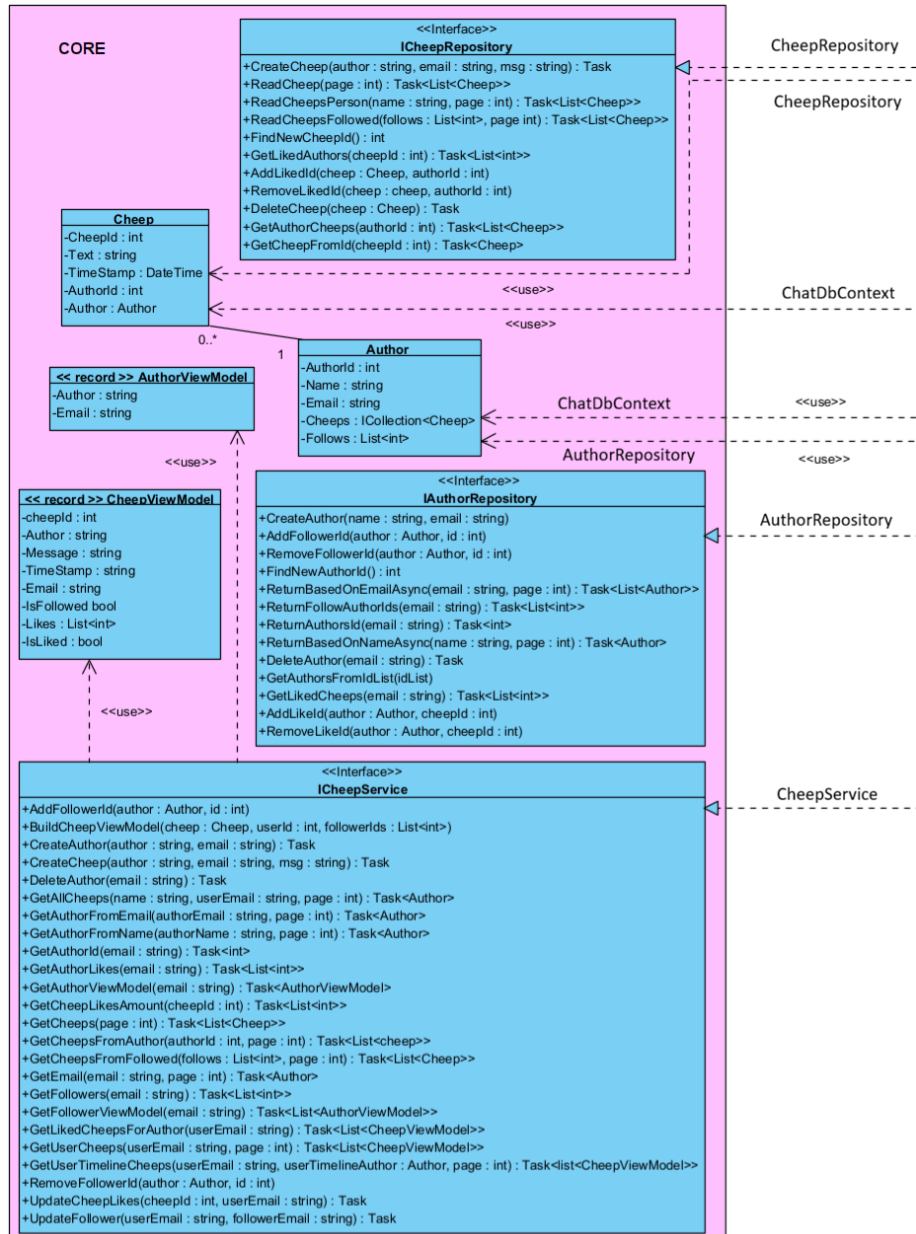 CORE
<<Interface>>
ICheepRepository
+CreateCheep(author : string, email : string, msg : string) : Task
+ReadCheep(page : int) : Task<List<Cheep>>
+ReadCheepsPerson(name : string, page : int) : Task<List<Cheep>>
+ReadCheepsFollowed(follows : List<int>, page int) : Task<List<Cheep>>
+FindNewCheepId() : int
+GetLikedAuthors(cheepId : int) : Task<List<int>>
+AddLikedId(cheep : Cheep, authorId : int)
+RemoveLikedId(cheep : cheep, authorId : int)
+DeleteCheep(cheep : Cheep) : Task
+GetAuthorCheeps(authorId : int) : Task<List<Cheep>>
+GetCheepFromId(cheepId : int) : Task<Cheep>
CheepRepository
CheepRepository
Cheep
-CheepId : int
-Text : string
-TimeStamp : DateTime
-AuthorId : int
-Author : Author
<<use>>
ChatDbContext
<<use>>
0..*
1
Author
-AuthorId : int
-Name : string
-Email : string
-Cheeps : ICollection<Cheep>
-Follows : List<int>
ChatDbContext
<<use>>
AuthorRepository
<<use>>
<< record >> AuthorViewModel
-Author : string
-Email : string
<<use>>
<< record >> CheepViewModel
-cheepId : int
-Author : string
-Message : string
-TimeStamp : string
-Email : string
-IsFollowed bool
-Likes : List<int>
-IsLiked : bool
<<use>>
<<Interface>>
IAuthorRepository
+CreateAuthor(name : string, email : string)
+AddFollowerId(author : Author, id : int)
+RemoveFollowerId(author : Author, id : int)
+FindNewAuthorId() : int
+ReturnBasedOnEmailAsync(email : string, page : int) : Task<List<Author>>
+ReturnFollowAuthorIds(email : string) : Task<List<int>>
+ReturnAuthorsId(email : string) : Task<int>
+ReturnBasedOnNameAsync(name : string, page : int) : Task<Author>
+DeleteAuthor(email : string) : Task
+GetAuthorsFromIdList(idList)
+GetLikedCheeps(email : string) : Task<List<int>>
+AddLikeId(author : Author, cheepId : int)
+RemoveLikeId(author : Author, cheepId : int)
AuthorRepository
<<Interface>>
ICheepService
+AddFollowerId(author : Author, id : int)
+BuildCheepViewModel(cheep : Cheep, userId : int, followerIds : List<int>)
+CreateAuthor(author : string, email : string) : Task
+CreateCheep(author : string, email : string, msg : string) : Task
+DeleteAuthor(email : string) : Task
+GetAllCheeps(name : string, userEmail : string, page : int) : Task<Author>
+GetAuthorFromEmail(authorEmail : string, page : int) : Task<Author>
+GetAuthorFromName(authorName : string, page : int) : Task<Author>
+GetAuthorId(email : string) : Task<int>
+GetAuthorLikes(email : string) : Task<List<int>>
+GetAuthorViewModel(email : string) : Task<AuthorViewModel>
+GetCheepLikesAmount(cheepId : int) : Task<List<int>>
+GetCheeps(page : int) : Task<List<Cheep>>
+GetCheepsFromAuthor(authorId : int, page : int) : Task<List<cheep>>
+GetCheepsFromFollowed(follows : List<int>, page : int) : Task<List<Cheep>>
+GetEmail(email : string, page : int) : Task<Author>
+GetFollowers(email : string) : Task<List<int>>
+GetFollowerViewModel(email : string) : Task<List<AuthorViewModel>>
+GetLikedCheepsForAuthor(userEmail : string) : Task<List<CheepViewModel>>
+GetUserCheeps(userEmail : string, page : int) : Task<List<CheepViewModel>>
+GetUserTimelineCheeps(userEmail : string, userTimelineAuthor : Author, page : int) : Task<list<CheepViewModel>>
+RemoveFollowerId(author : Author, id : int)
+UpdateCheepLikes(cheepId : int, userEmail : string) : Task
+UpdateFollower(userEmail : string, followerEmail : string) : Task
CheepService